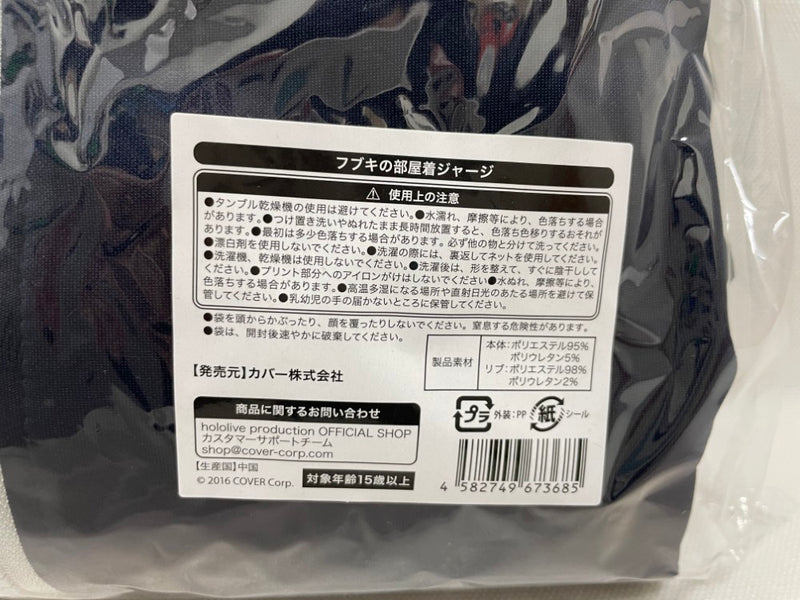 フブキの部屋着ジャージ
⚠ 使用上の注意
●タンブル乾燥機の使用は避けてください。●水濡れ、摩擦等により、色落ちする場合
があります。●つけ置き洗いやぬれたまま長時間放置すると、色落ち色移りするおそれが
あります。●最初は多少色落ちする場合があります。必ず他の物と分けて洗ってください。
●漂白剤を使用しないでください。●洗濯の際には、裏返してネットを使用してください。
●洗濯機、乾燥機は使用しないでください。●洗濯後は、形を整えて、すぐに陰干しして
ください。●プリント部分へのアイロンがけはしないでください●水ぬれ、摩擦等により、
色落ちする場合があります。●高温多湿になる場所や直射日光のあたる場所を避けて保
管してください。●乳幼児の手の届かないところに保管してください。
●袋を頭からかぶったり、顔を覆ったりしないでください。窒息する危険性があります。
●袋は、開封後速やかに破棄してください。
【発売元】カバー株式会社
製品素材
本体:ポリエステル95%
ポリウレタン5%
リブ:ポリエステル98%
ポリウレタン2%
商品に関するお問い合わせ
hololive production OFFICIAL SHOP
カスタマーサポートチーム
shop@cover-corp.com
プラ 外装:PP 紙 シール
【生産国】中国
© 2016 COVER Corp.
対象年齢15歳以上
4 582749 673685